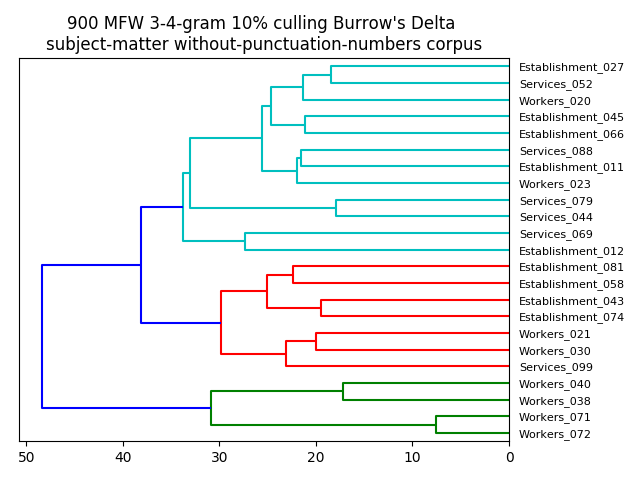 900 MFW 3-4-gram 10% culling Burrow's Delta
subject-matter without-punctuation-numbers corpus
Establishment_027
Services_052
Workers_020
Establishment_045
Establishment_066
Services_088
Establishment_011
Workers_023
Services_079
Services_044
Services_069
Establishment_012
Establishment_081
Establishment_058
Establishment_043
Establishment_074
Workers_021
Workers_030
Services_099
Workers_040
Workers_038
Workers_071
Workers_072
50 40 30 20 10 0